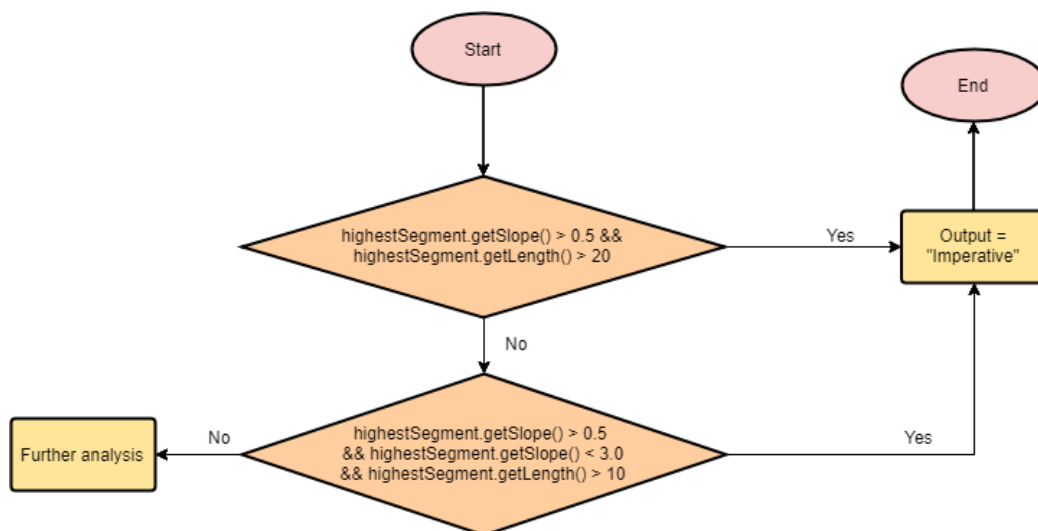 Start
End
highestSegment.getSlope() > 0.5 &&
highestSegment.getLength() > 20
Yes
Output =
"Imperative"
No
highestSegment.getSlope() > 0.5
&& highestSegment.getSlope() < 3.0
&& highestSegment.getLength() > 10
Yes
No
Further analysis